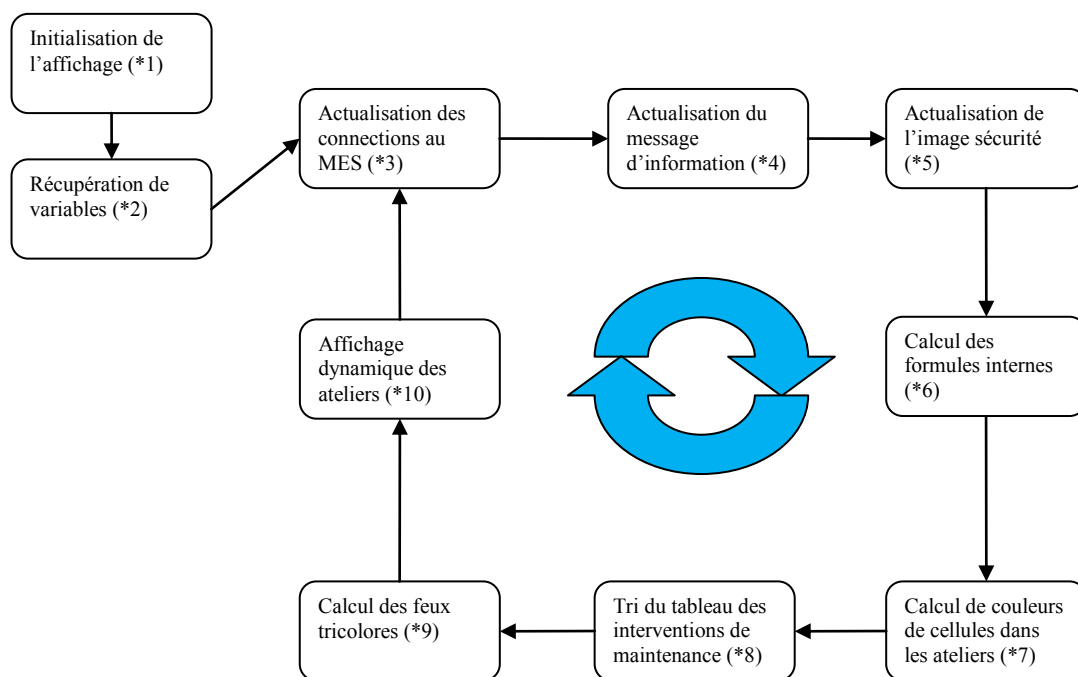 Initialisation de
l’affichage (*1)
Récupération de
variables (*2)
Actualisation des
connections au
MES (*3)
Actualisation du
message
d’information (*4)
Actualisation de
l’image sécurité
(*5)
Calcul des
formules internes
(*6)
Calcul de couleurs
de cellules dans
les ateliers (*7)
Tri du tableau des
interventions de
maintenance (*8)
Calcul des feux
tricolores (*9)
Affichage
dynamique des
ateliers (*10)